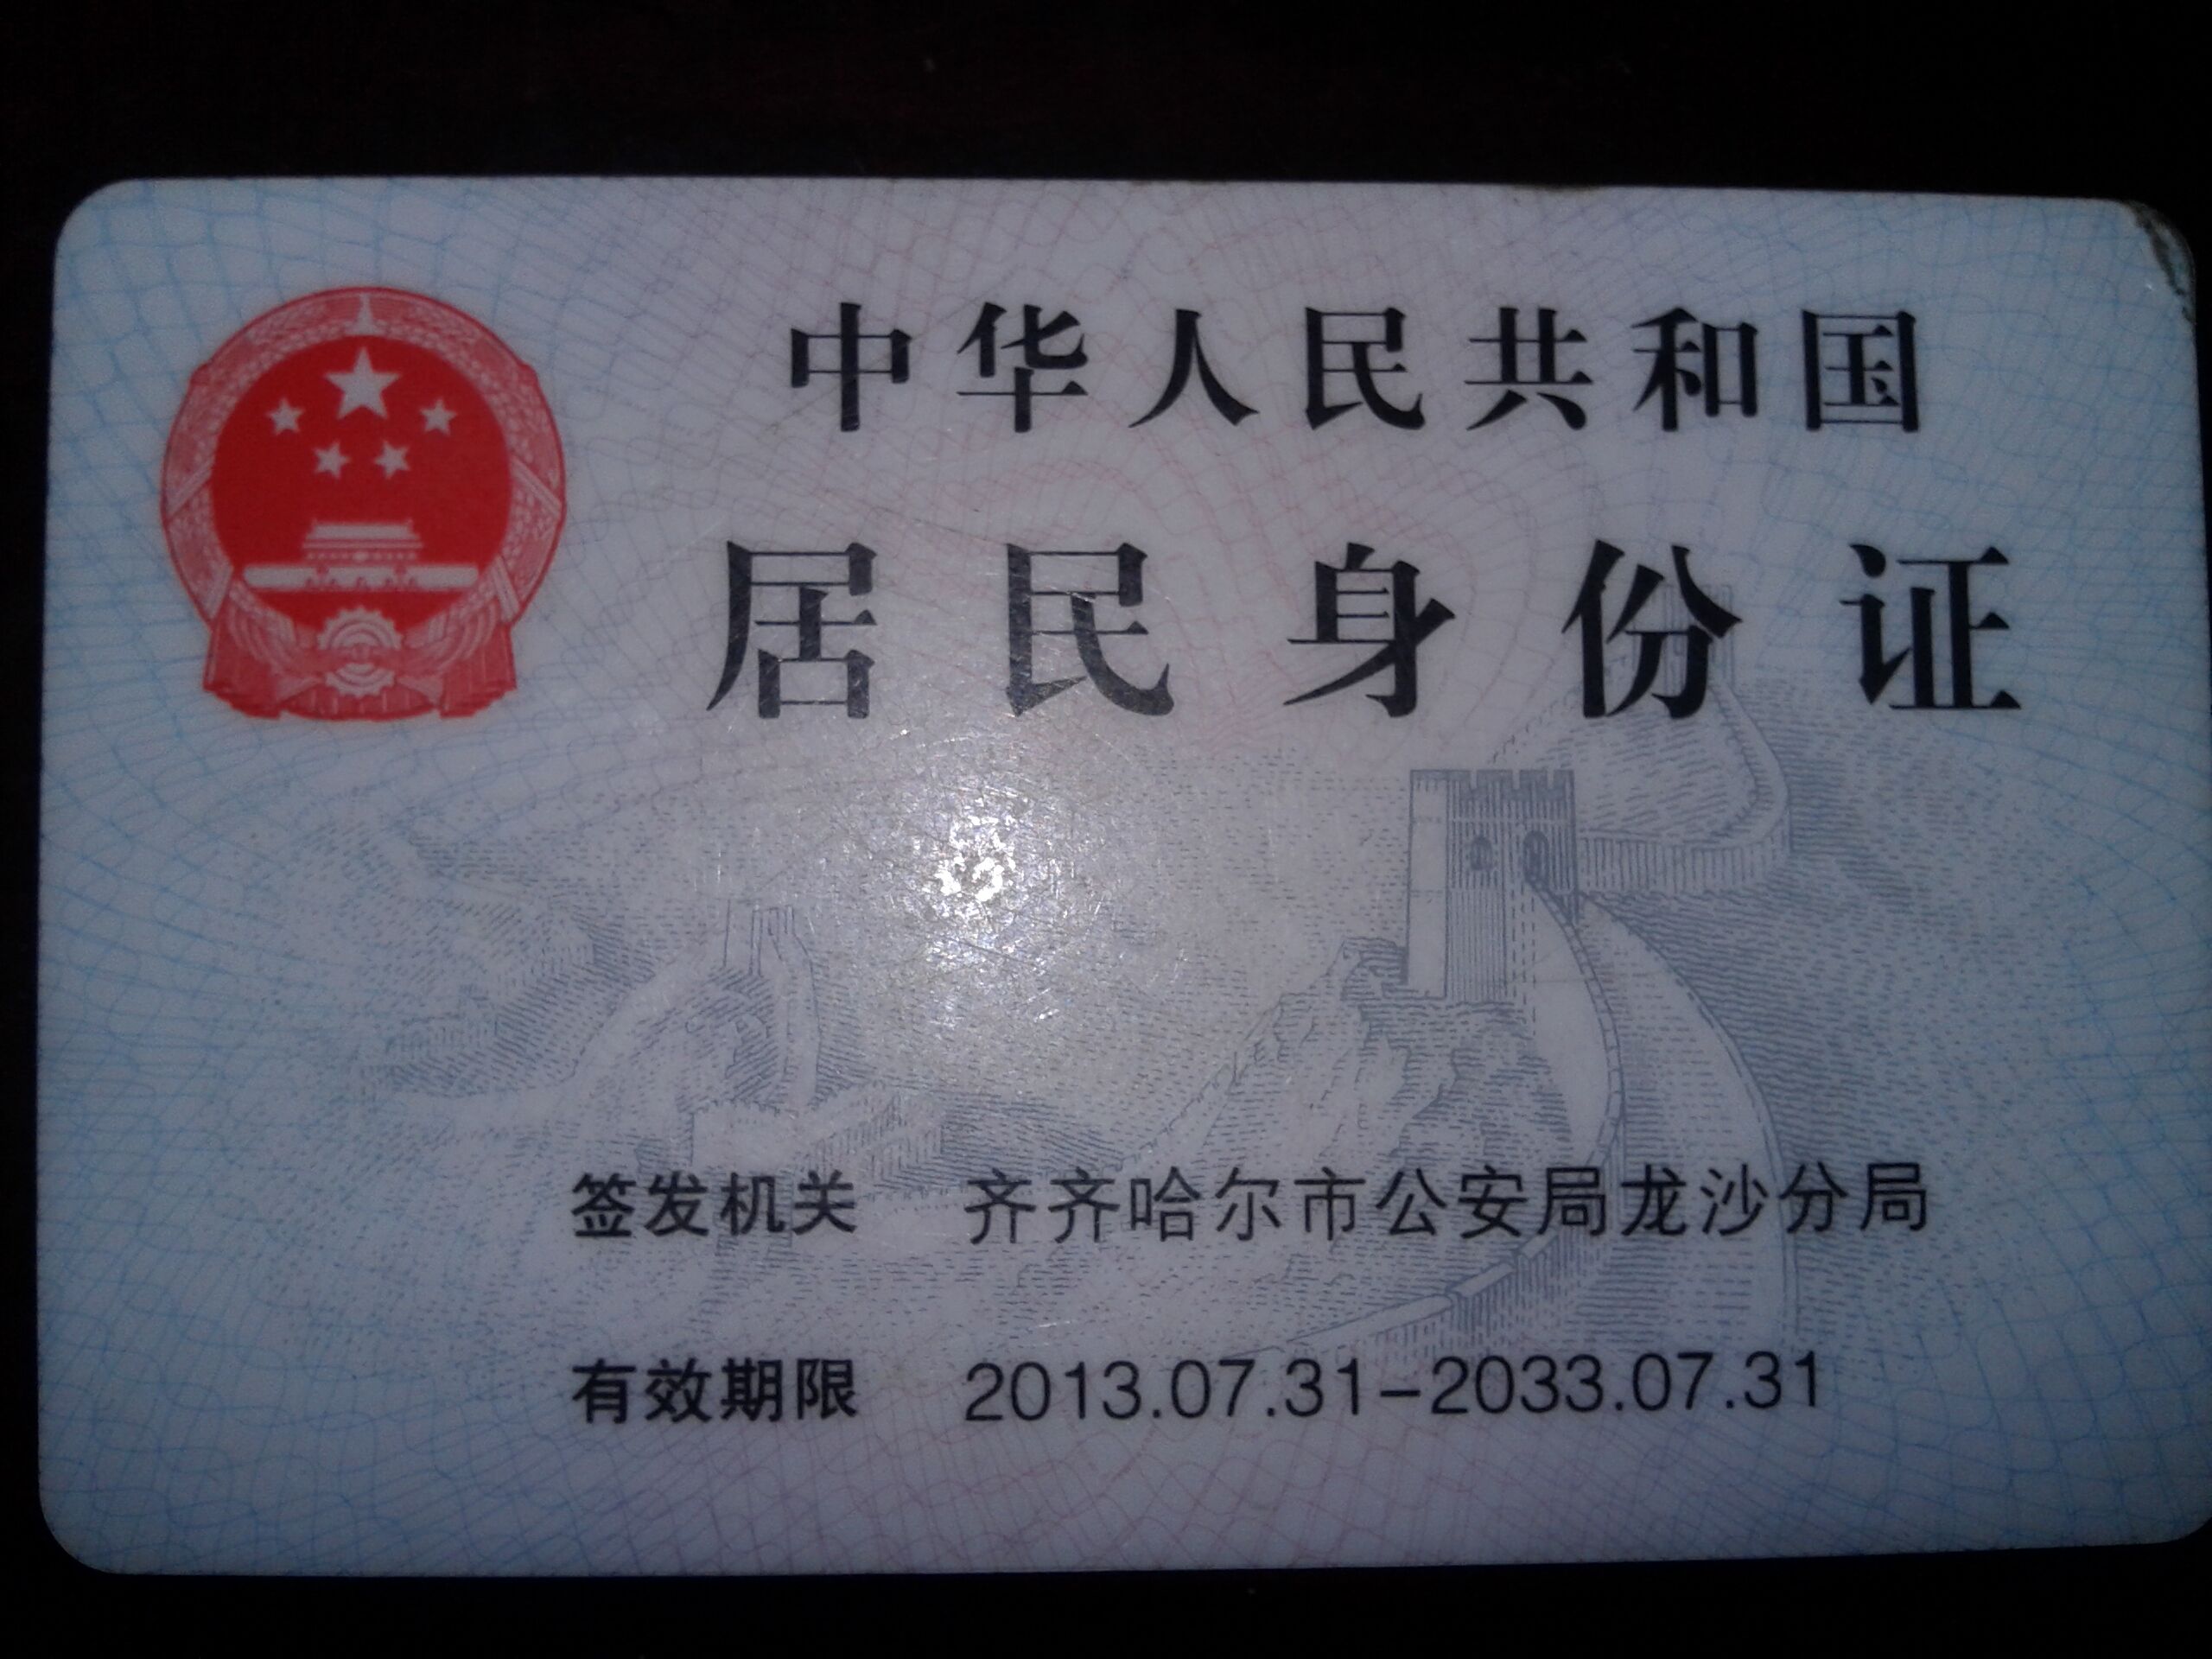 中华人民共和国
居民身份证
签发机关 齐齐哈尔市公安局龙沙分局
有效期限 2013.07.31-2033.07.31